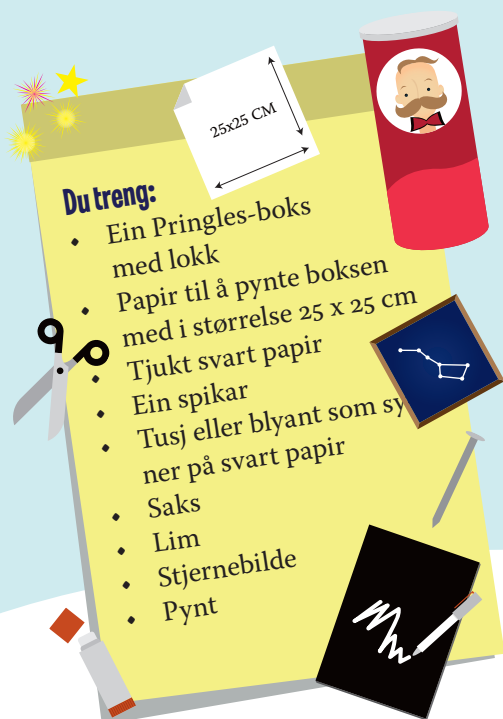 25x25 CM
Du treng:
• Ein Pringles-boks
med lokk
• Papir til å pynte boksen
med i størrelse 25 x 25 cm
• Tjukt svart papir
• Ein spikar
• Tusj eller blyant som sy
ner på svart papir
• Saks
• Lim
• Stjernebilde
• Pynt